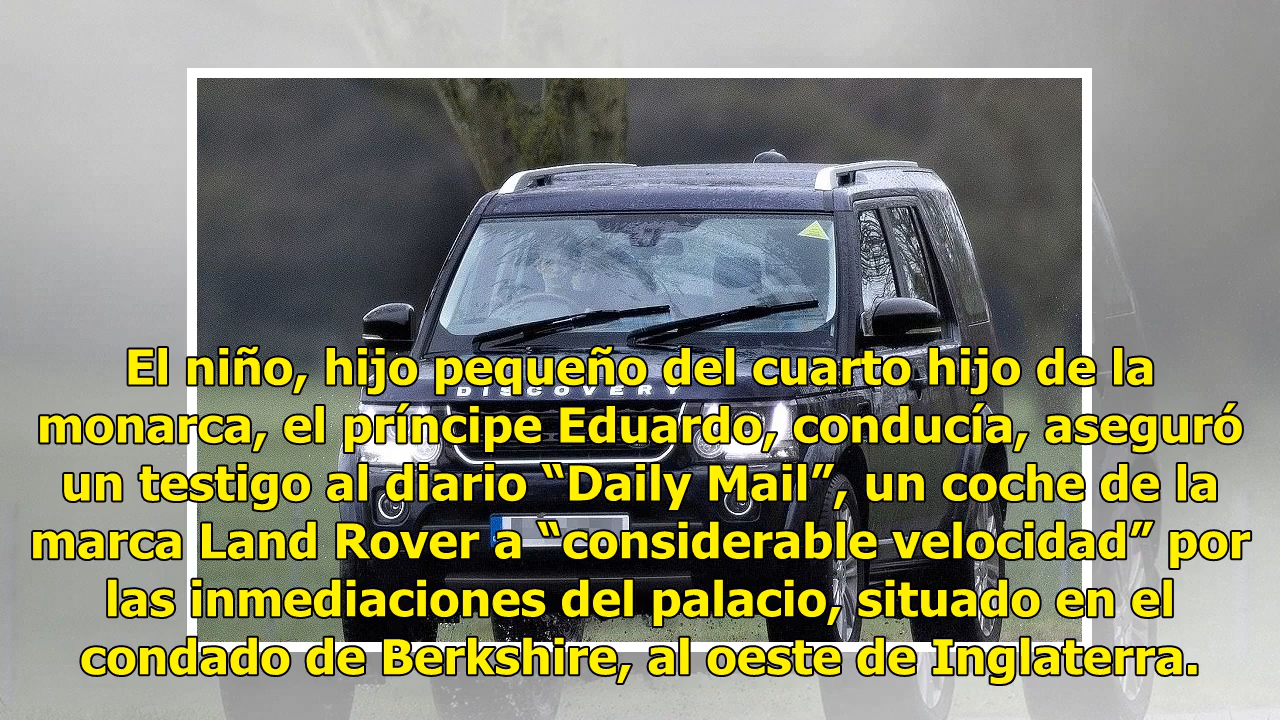 DISCOVERY
El niño, hijo pequeño del cuarto hijo de la
monarca, el príncipe Eduardo, conducía, aseguró
un testigo al diario “Daily Mail”, un coche de la
marca Land Rover a “considerable velocidad” por
las inmediaciones del palacio, situado en el
condado de Berkshire, al oeste de Inglaterra.